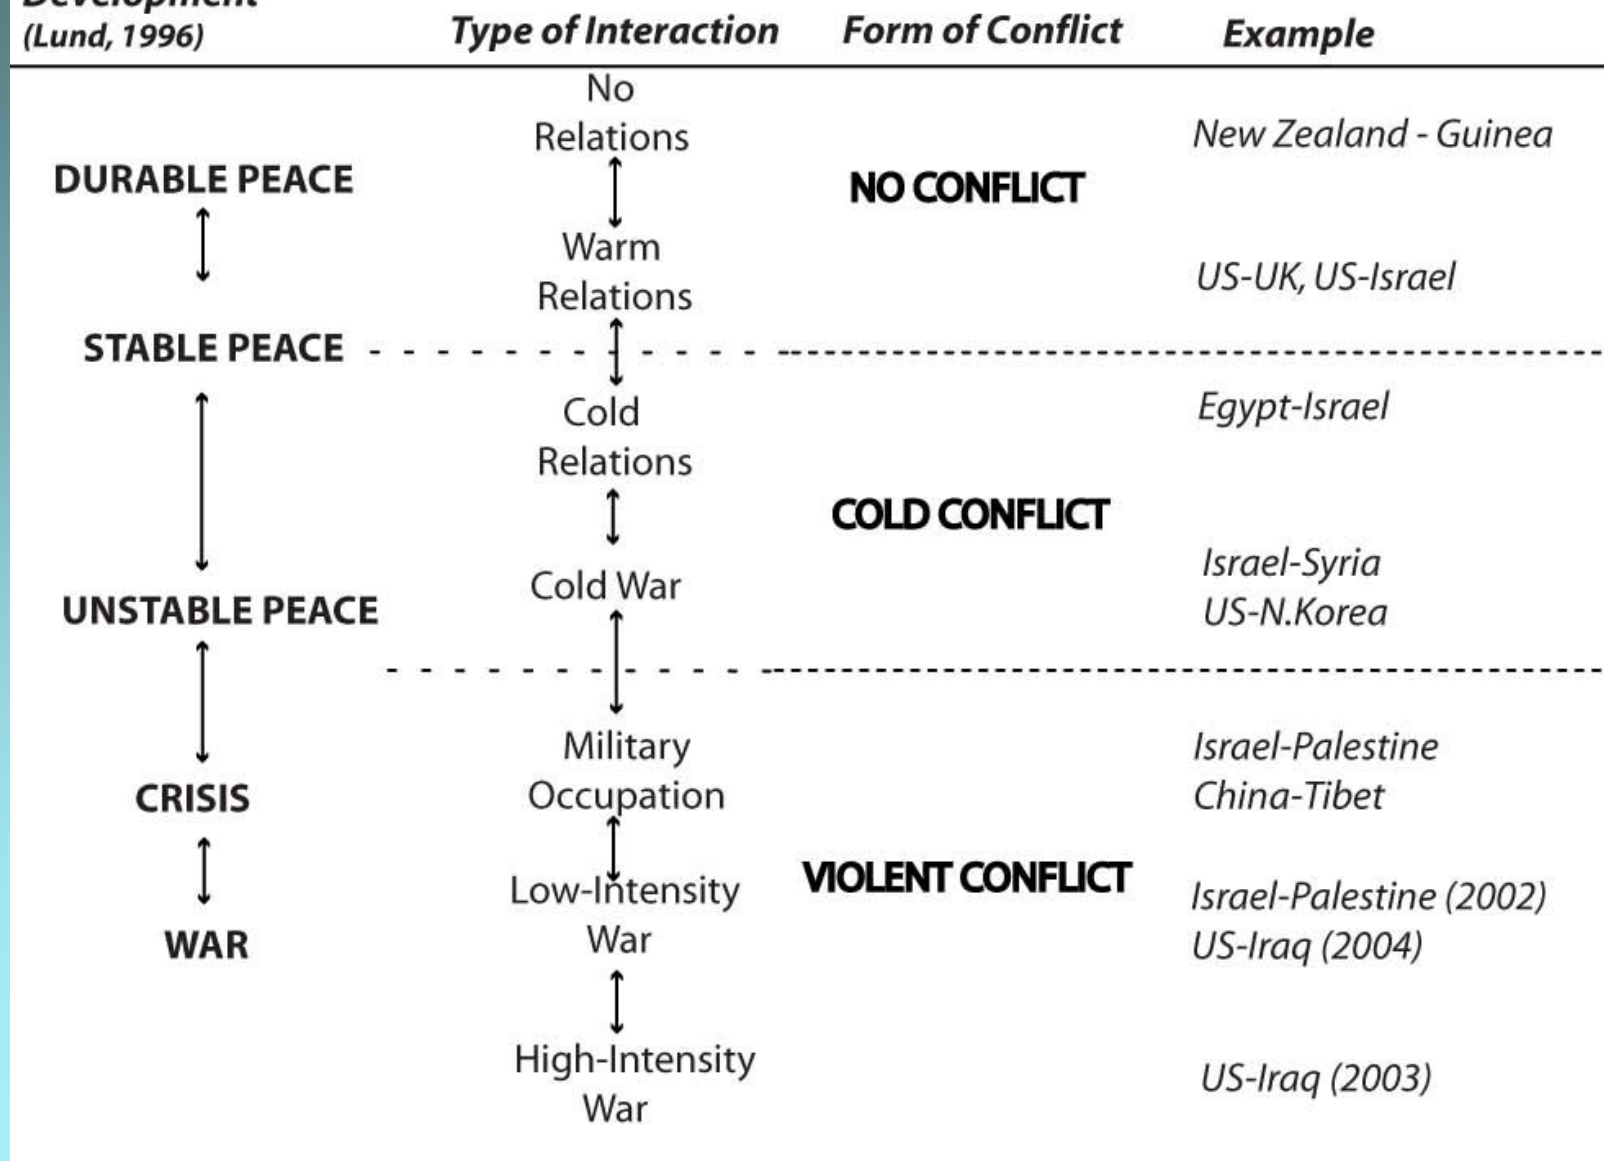 Development
(Lund, 1996)
Type of Interaction
Form of Conflict
Example
No
Relations
New Zealand - Guinea
DURABLE PEACE
NO CONFLICT
Warm
Relations
US-UK, US-Israel
STABLE PEACE
Cold
Relations
Egypt-Israel
COLD CONFLICT
Cold War
Israel-Syria
US-N.Korea
UNSTABLE PEACE
Military
Occupation
Israel-Palestine
China-Tibet
CRISIS
VIOLENT CONFLICT
Low-Intensity
War
Israel-Palestine (2002)
US-Iraq (2004)
WAR
High-Intensity
War
US-Iraq (2003)